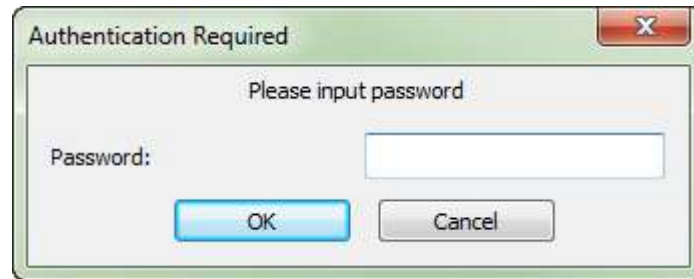 Authentication Required
Please input password
Password:
OK
Cancel